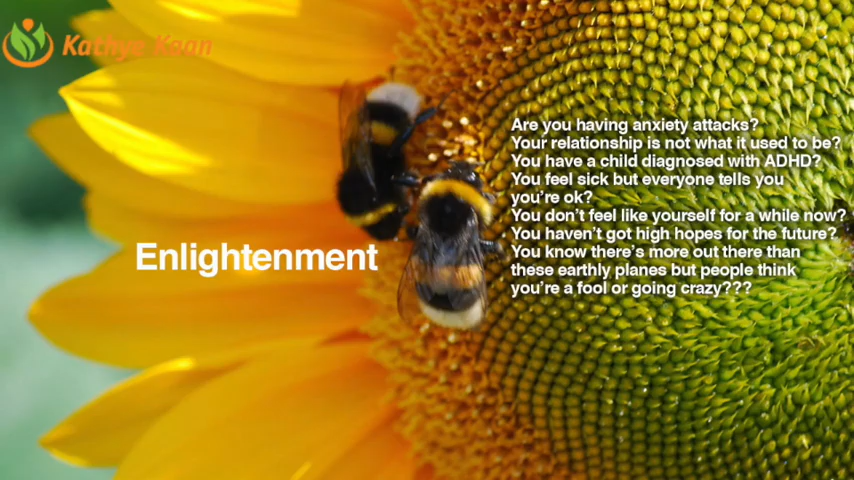 Kathye Kaan
Enlightenment
Are you having anxiety attacks?
Your relationship is not what it used to be?
You have a child diagnosed with ADHD?
You feel sick but everyone tells you
you're ok?
You don't feel like yourself for a while now?
You haven't got high hopes for the future?
You know there's more out there than
these earthly planes but people think
you're a fool or going crazy???